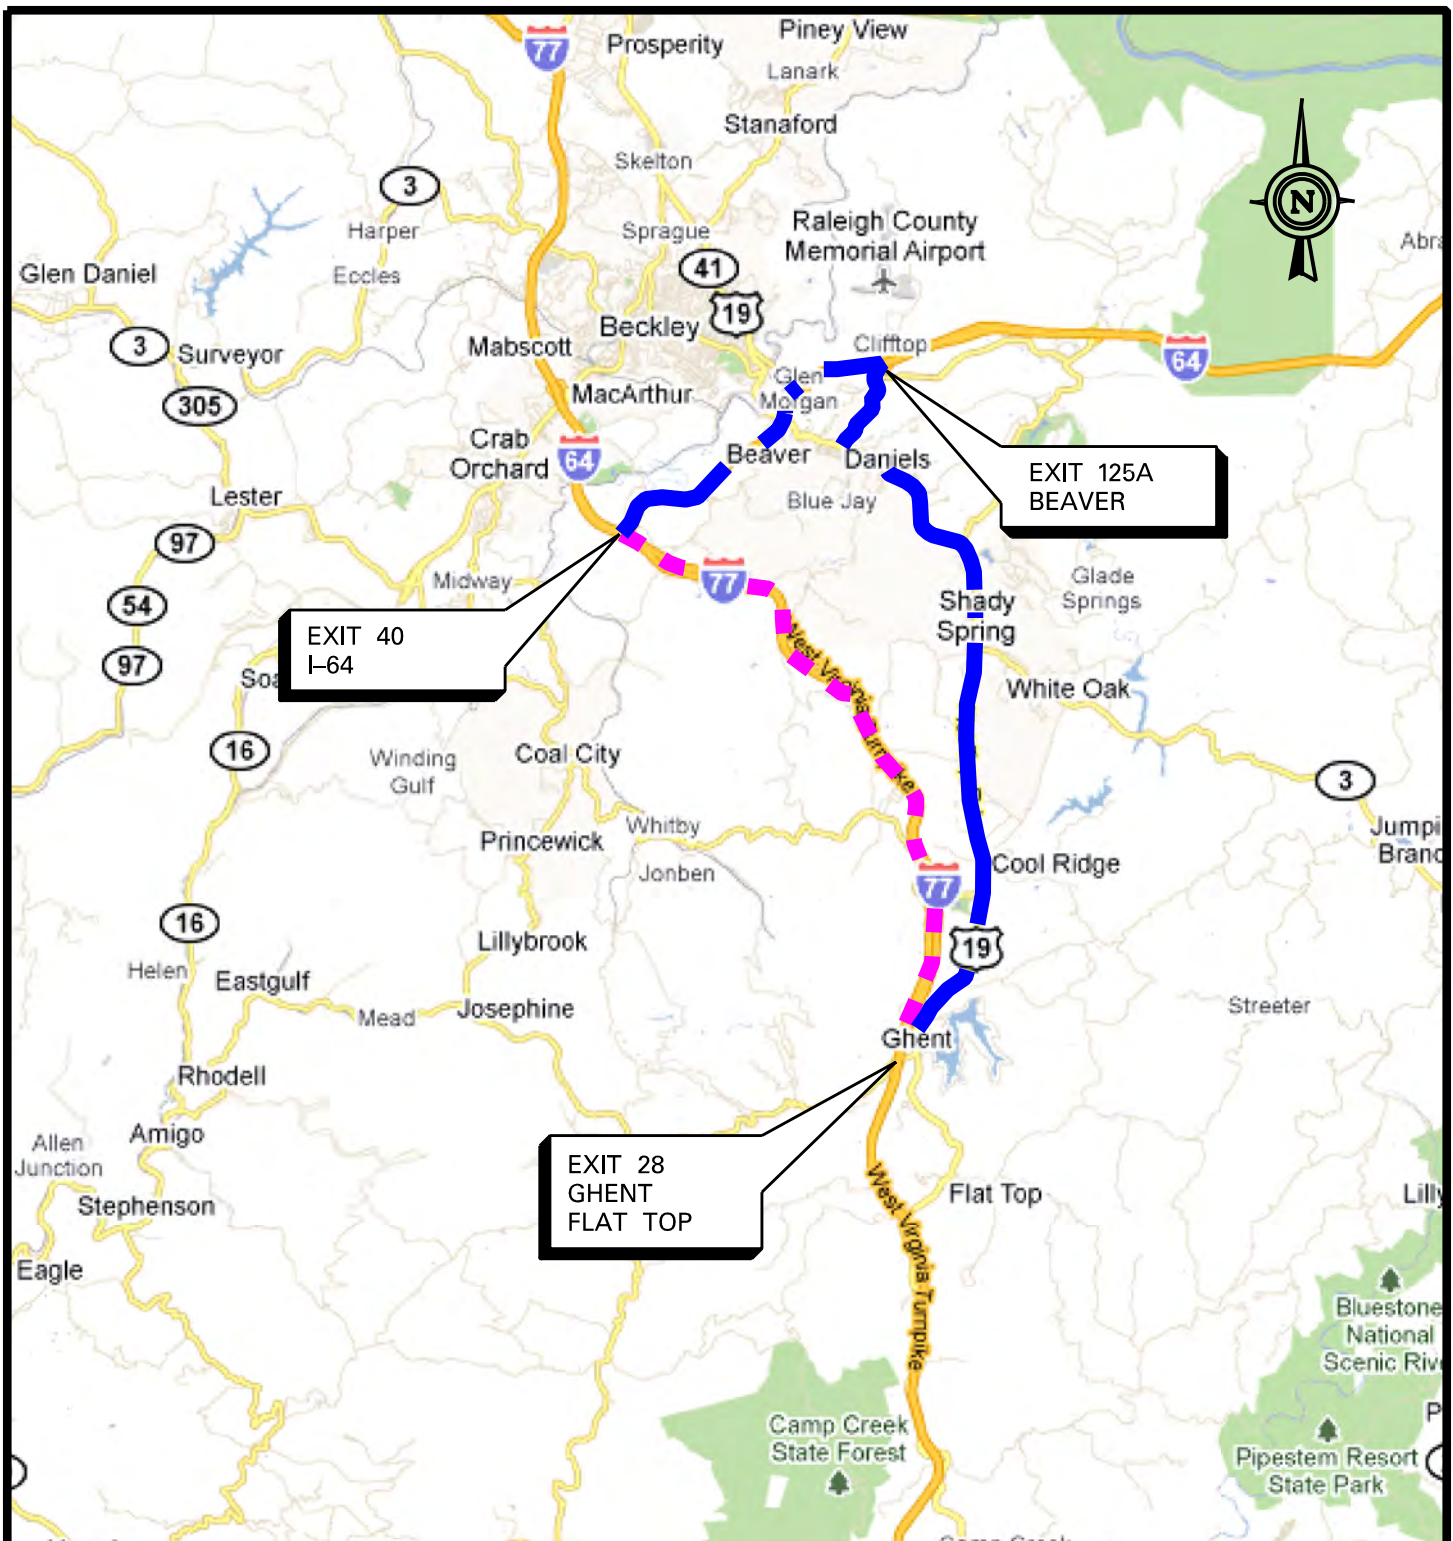 Piney View
77
Prosperity
Lanark
Stanaford
Skelton
3
Harper
Sprague
Raleigh County
Memorial Airport
N
Glen Daniel
Eccles
41
19
Beckley
3
Surveyor
Mabscott
Clifftop
64
Glen
Morgan
MacArthur
305
Crab
Orchard
64
Beaver
Daniels
EXIT 125A
BEAVER
Lester
Blue Jay
97
Midway
77
Glade
Springs
54
Shady
Spring
EXIT 40
I-64
97
West Virginia
White Oak
16
Winding
Gulf
Coal City
3
Whitby
Princewick
Jonben
Cool Ridge
77
16
Lillybrook
19
Helen
Eastgulf
Mead
Josephine
Streeter
Ghent
Rhodell
Amigo
Allen
Junction
EXIT 28
GHENT
FLAT TOP
Stephenson
Flat Top
West Virginia Turnpike
Eagle
Bluestone
National
Camp Creek
State Forest
Pipestem Resort
State Park